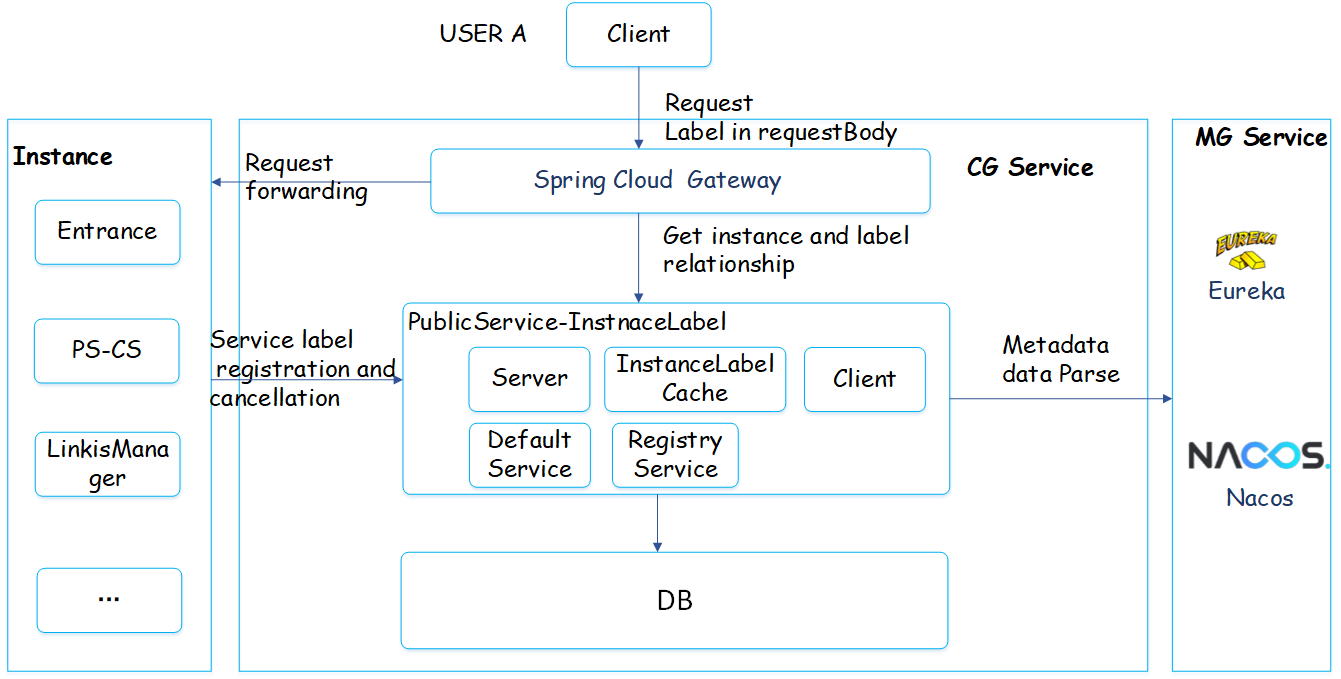 USER A
Client
Request
Label in requestBody
Instance
Entrance
PS-CS
LinkisMana
ger
...
Request
forwarding
Service label
registration and
cancellation
CG Service
Spring Cloud Gateway
Get instance and label
relationship
PublicService-InstnaceLabel
Server
InstanceLabel
Cache
Client
Default
Service
Registry
Service
DB
Metadata
data Parse
MG Service
EUREKA
Eureka
NACOS.
Nacos